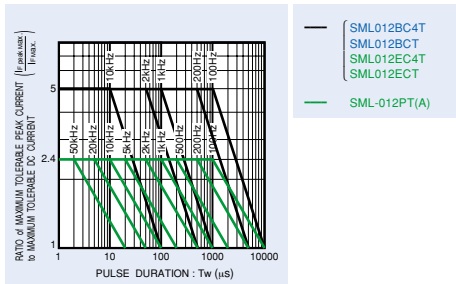 RATIO of MAXIMUM TOLERABLE PEAK CURRENT (IF peak MAX. / IF MAX.)
to MAXIMUM TOLERABLE DC CURRENT
5
2.4
1
10kHz
2kHz
1kHz
200Hz
100Hz
500Hz
20kHz
10kHz
5kHz
2kHz
1kHz
500Hz
200Hz
100Hz
1 10 100 1000 10000
PULSE DURATION : Tw (μs)
SML012BC4T
SML012BCT
SML012EC4T
SML012ECT
SML-012PT(A)